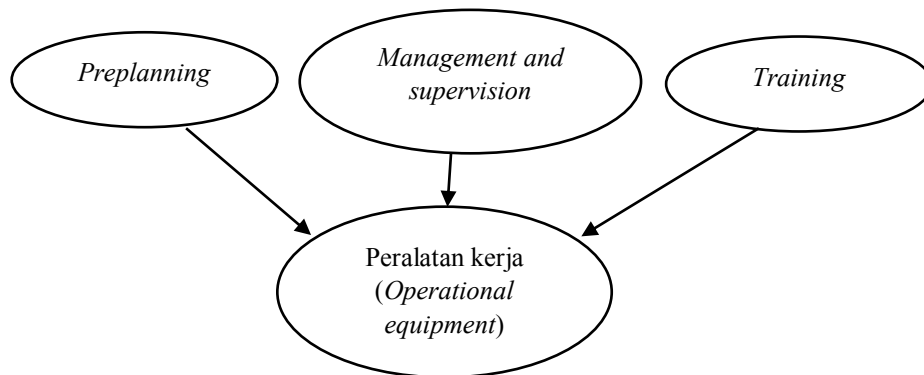 Preplanning
Management and
supervision
Training
Peralatan kerja
(Operational
equipment)